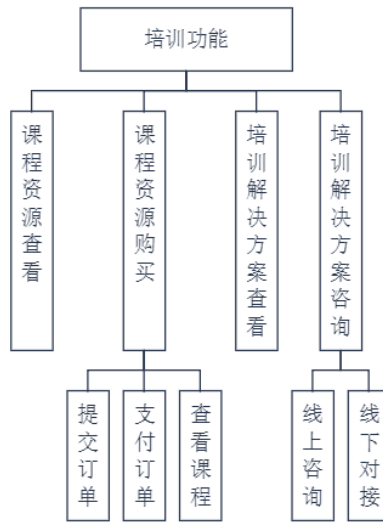 培训功能
课程资源查看
课程资源购买
培训解决方案查看
培训解决方案咨询
提交订单
支付订单
查看课程
线上咨询
线下对接